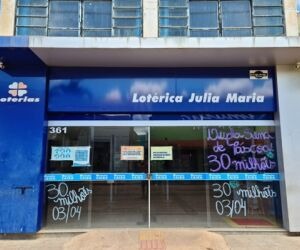 loterias
Lotérica Julia Maria
361
Dupla Sena
de Páscoa
30 milhões
30
milhões
03/04
30 milhões
03/04